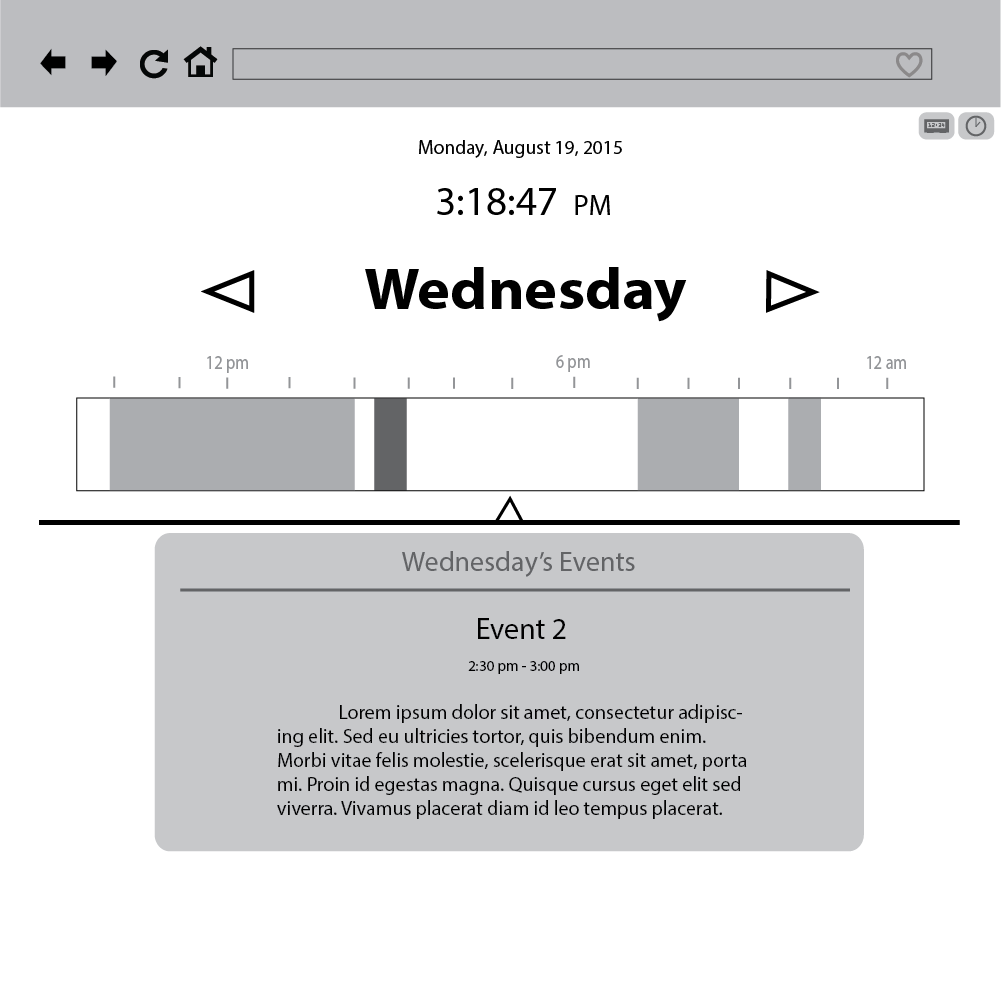 Monday, August 19, 2015
3:18:47 PM
Wednesday
12 pm
6 pm
12 am
Wednesday’s Events
Event 2
2:30 pm - 3:00 pm
Lorem ipsum dolor sit amet, consectetur adipisc-
ing elit. Sed eu ultricies tortor, quis bibendum enim.
Morbi vitae felis molestie, scelerisque erat sit amet, porta
mi. Proin id egestas magna. Quisque cursus eget elit sed
viverra. Vivamus placerat diam id leo tempus placerat.